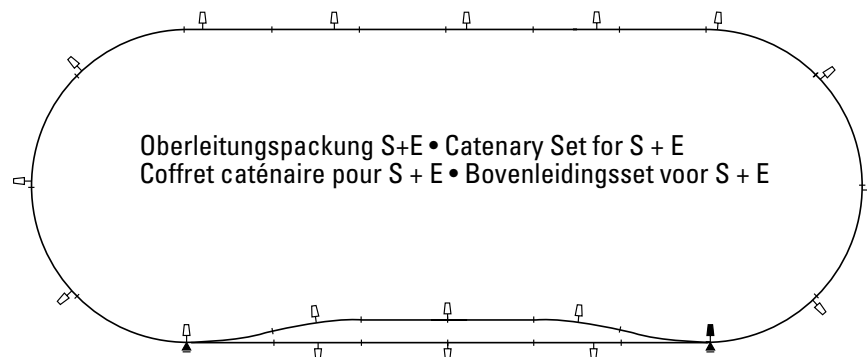 Oberleitungspackung S+E • Catenary Set for S + E
Coffret caténaire pour S + E • Bovenleidingsset voor S + E